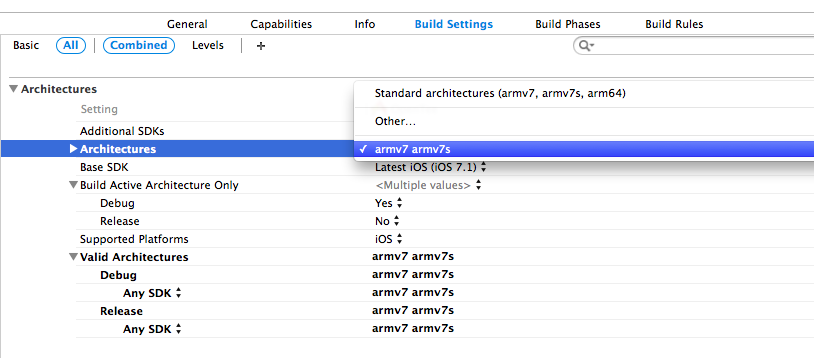 General Capabilities Info Build Settings Build Phases Build Rules
Basic All Combined Levels +
Architectures
Standard architectures (armv7, armv7s, arm64)
Setting
Other...
Additional SDKs
Architectures ✓ armv7 armv7s
Base SDK Latest iOS (iOS 7.1)
Build Active Architecture Only <Multiple values>
Debug Yes
Release No
Supported Platforms iOS
Valid Architectures armv7 armv7s
Debug armv7 armv7s
Any SDK armv7 armv7s
Release armv7 armv7s
Any SDK armv7 armv7s